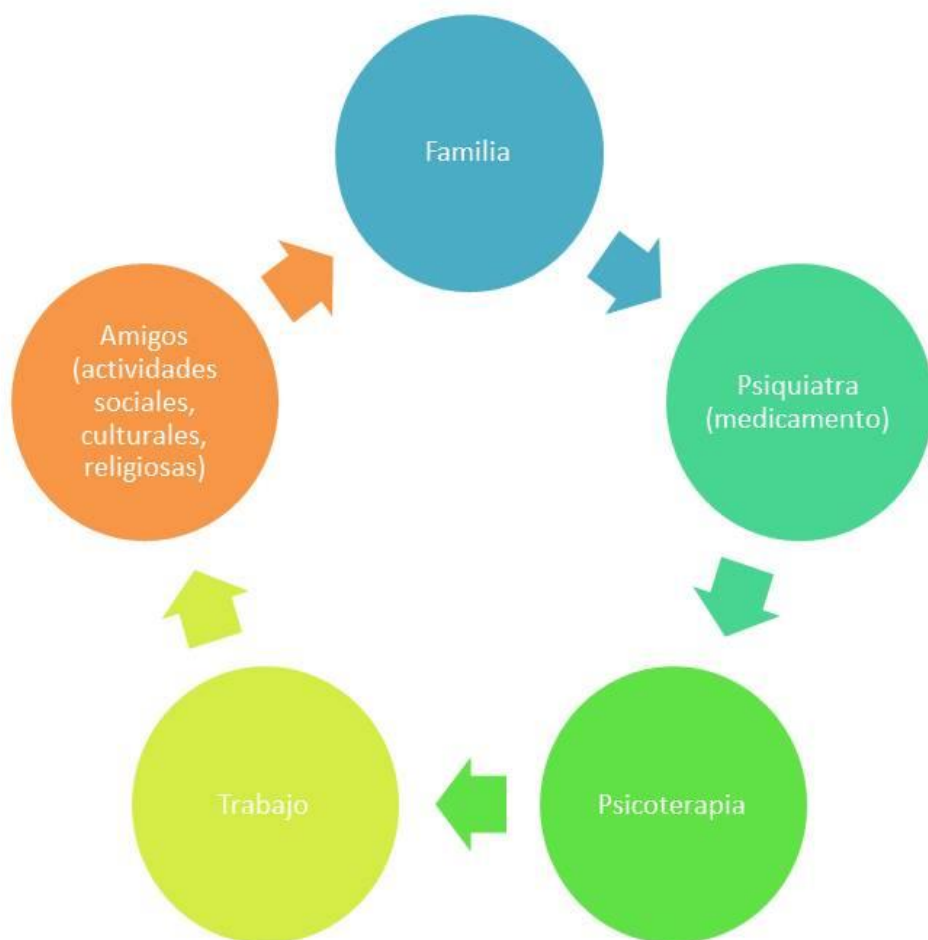 Familia
Psiquiatra
(medicamento)
Psicoterapia
Trabajo
Amigos
(actividades
sociales,
culturales,
religiosas)